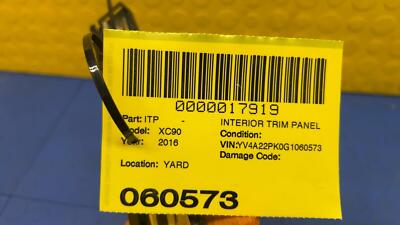 0000017919
Part: ITP - INTERIOR TRIM PANEL
Model: XC90 Condition:
Year: 2016 VIN:YV4A22PK0G1060573
Damage Code:
Location: YARD
060573